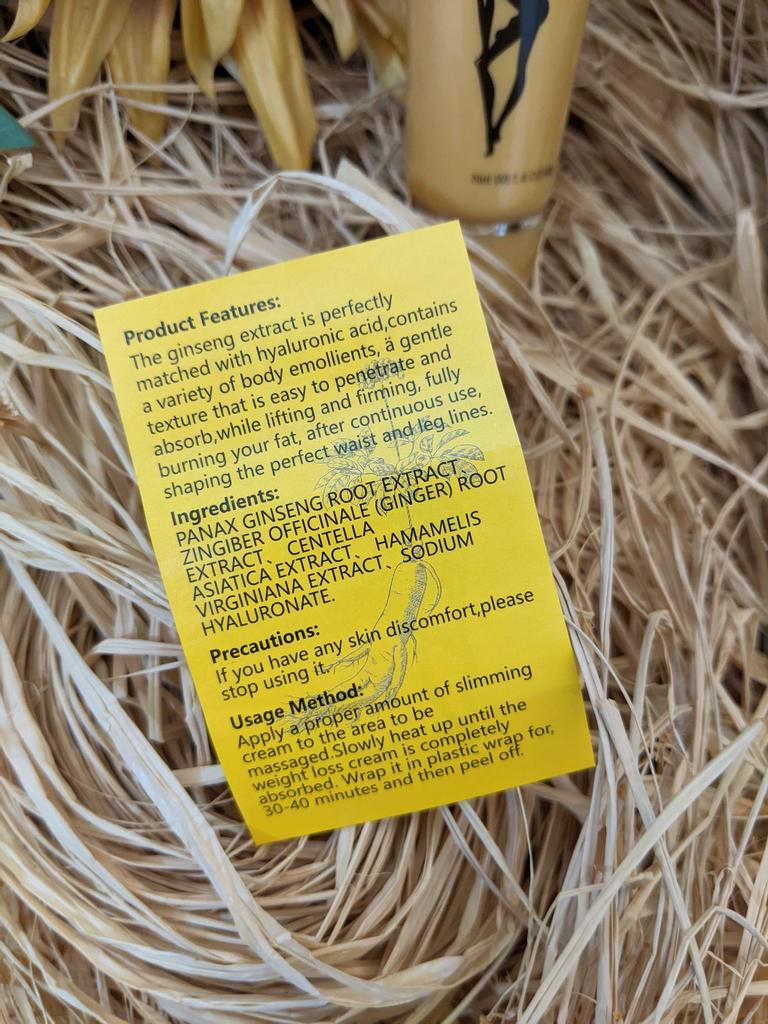 Product Features:
The ginseng extract is perfectly
matched with hyaluronic acid,contains
a variety of body emollients, ä gentle
texture that is easy to penetrate and
absorb,while lifting and firming, fully
burning your fat, after continuous use,
shaping the perfect waist and leg lines.
Ingredients:
PANAX GINSENG ROOT EXTRACT、
ZINGIBER OFFICINALE (GINGER) ROOT
EXTRACT、 CENTELLA
ASIATICA EXTRACT、 HAMAMELIS
VIRGINIANA EXTRACT、SODIUM
HYALURONATE.
Precautions:
If you have any skin discomfort,please
stop using it.
Usage Method:
Apply a proper amount of slimming
cream to the area to be
massaged.Slowly heat up until the
weight loss cream is completely
absorbed. Wrap it in plastic wrap for,
30-40 minutes and then peel off.